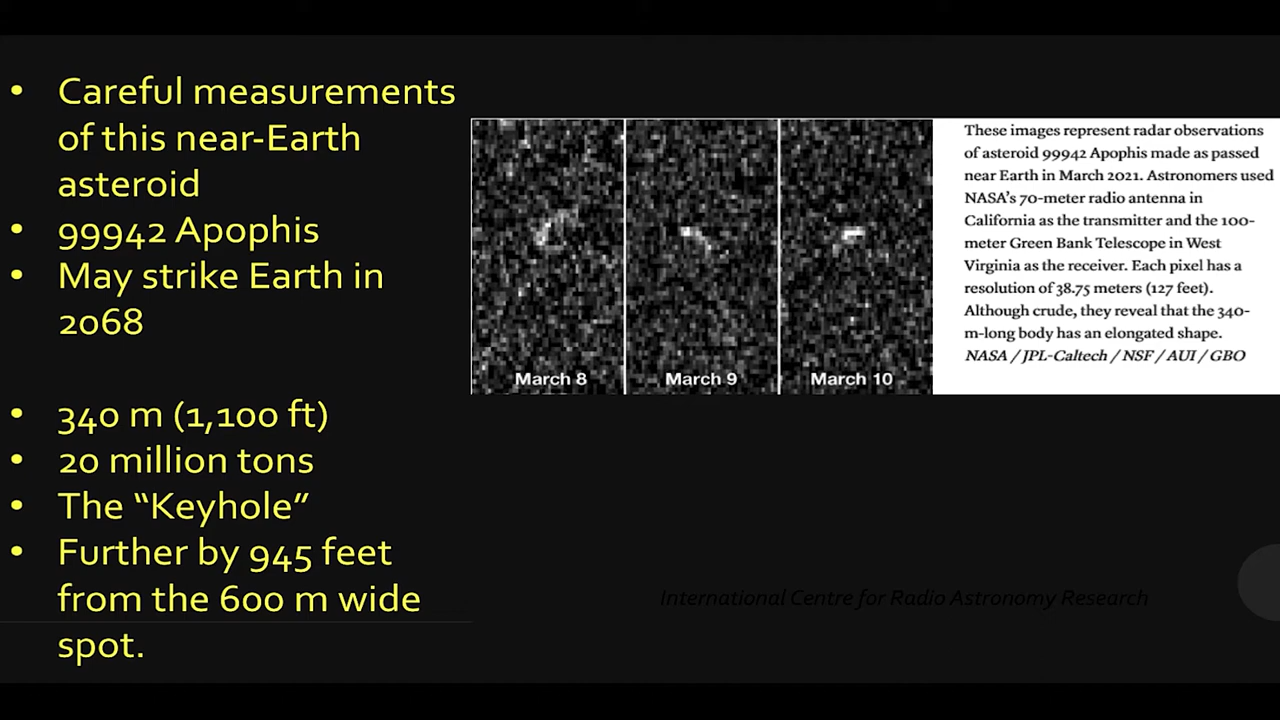 • Careful measurements
of this near-Earth
asteroid
• 99942 Apophis
• May strike Earth in
2068
• 340 m (1,100 ft)
• 20 million tons
• The “Keyhole”
• Further by 945 feet
from the 600 m wide
spot.
March 8
March 9
March 10
These images represent radar observations
of asteroid 99942 Apophis made as passed
near Earth in March 2021. Astronomers used
NASA’s 70-meter radio antenna in
California as the transmitter and the 100-
meter Green Bank Telescope in West
Virginia as the receiver. Each pixel has a
resolution of 38.75 meters (127 feet).
Although crude, they reveal that the 340-
m-long body has an elongated shape.
NASA / JPL-Caltech / NSF / AUI / GBO
International Centre for Radio Astronomy Research